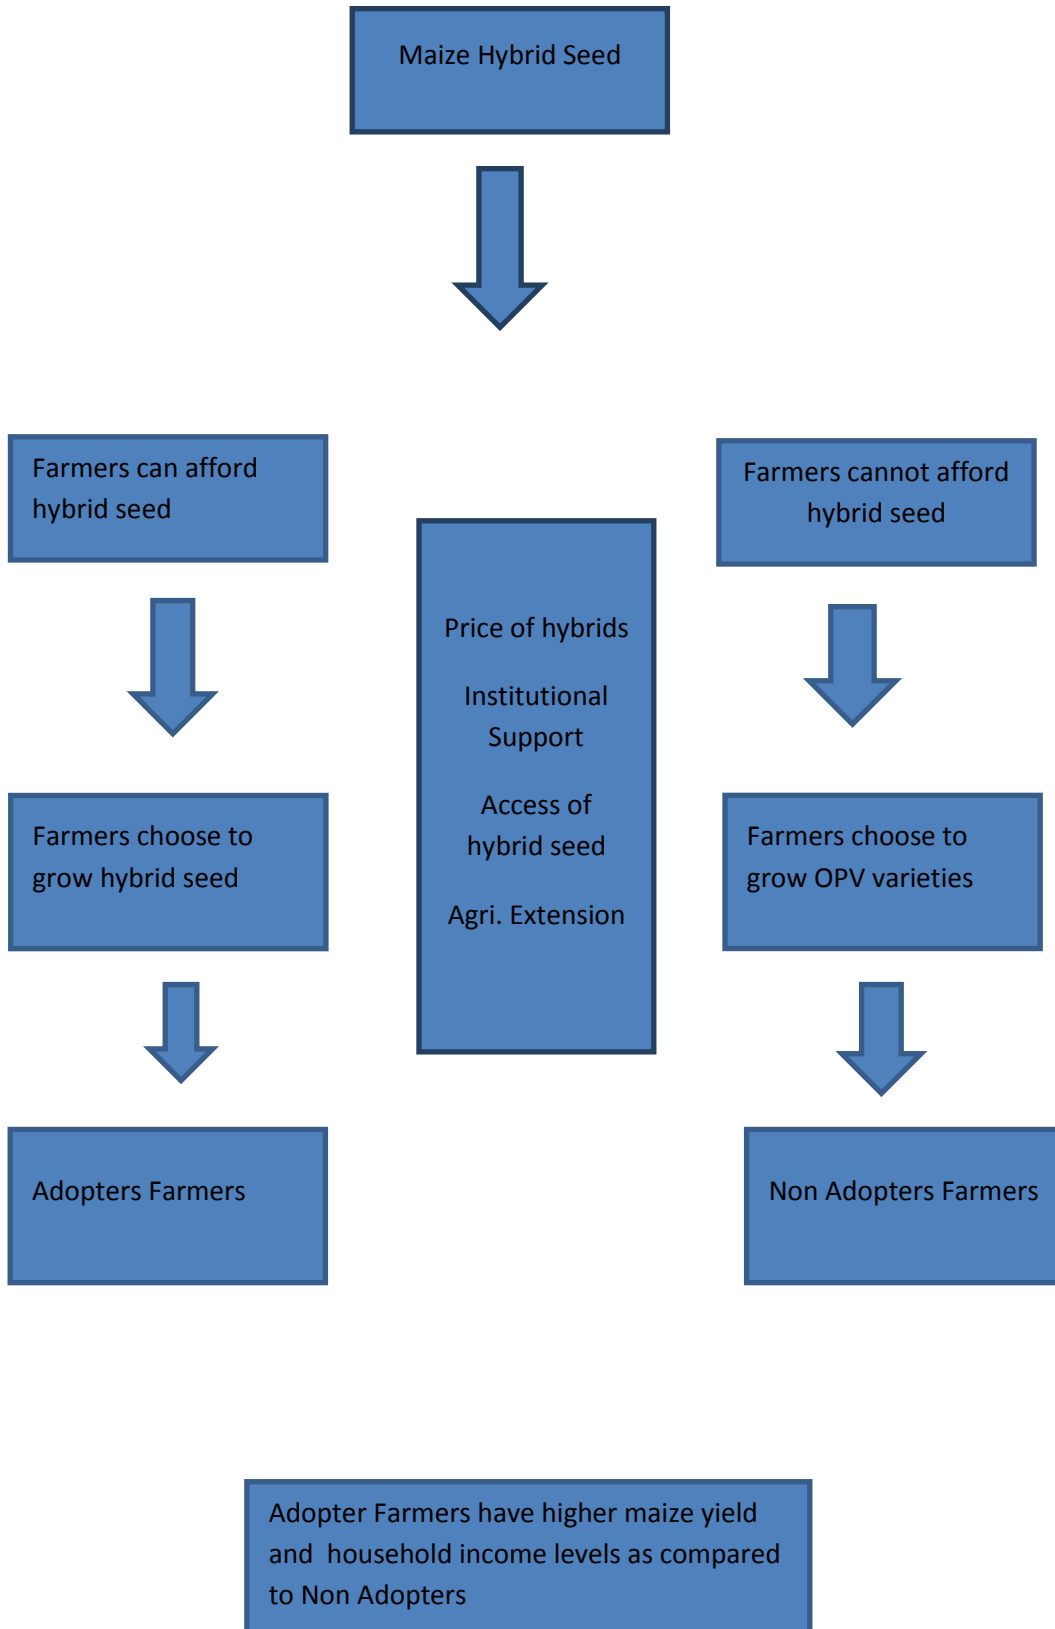 Maize Hybrid Seed
Farmers can afford
hybrid seed
Farmers cannot afford
hybrid seed
Price of hybrids
Institutional
Support
Access of
hybrid seed
Agri. Extension
Farmers choose to
grow hybrid seed
Farmers choose to
grow OPV varieties
Adopters Farmers
Non Adopters Farmers
Adopter Farmers have higher maize yield
and household income levels as compared
to Non Adopters